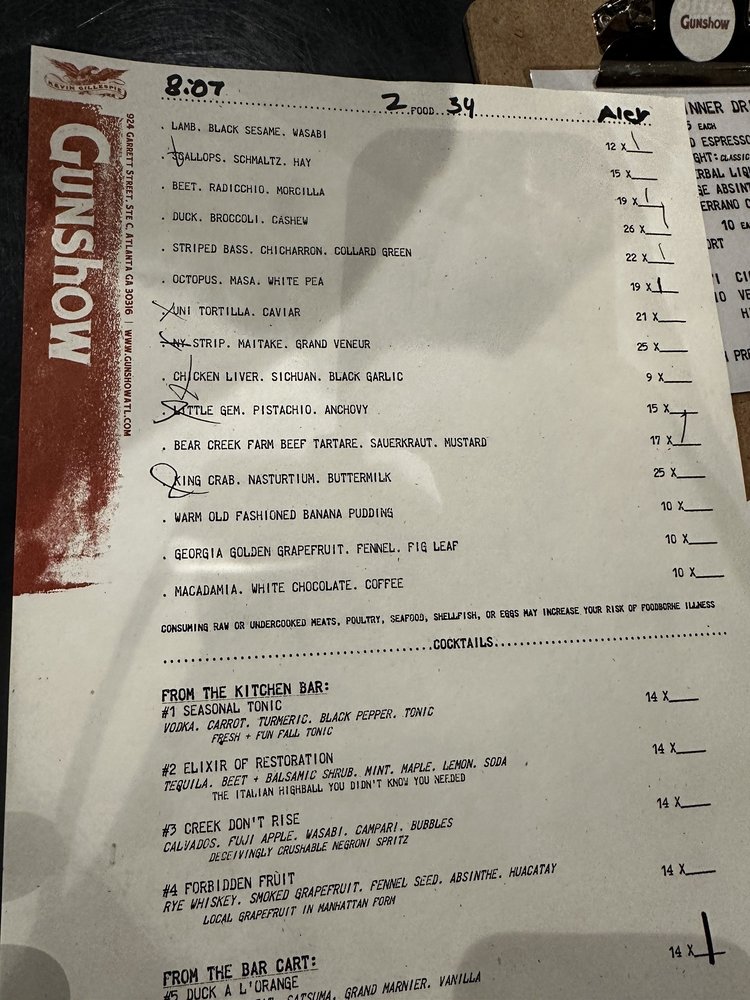 KEVIN GILLESPIE
GUNSHOW
924 GARRETT STREET, STE C, ATLANTA GA 30316 | WWW.GUNSHOWATL.COM
8:07 2 FOOD 34 Alex
. LAMB. BLACK SESAME. WASABI 12 X
. SCALLOPS. SCHMALTZ. HAY 15 X
. BEET. RADICCHIO. MORCILLA 19 X
. DUCK. BROCCOLI. CASHEW 26 X
. STRIPED BASS. CHICHARRON. COLLARD GREEN 22 X
. OCTOPUS. MASA. WHITE PEA 19 X
. UNI TORTILLA. CAVIAR 21 X
. NY STRIP. MAITAKE. GRAND VENEUR 25 X
. CHICKEN LIVER. SICHUAN. BLACK GARLIC 9 X
. LITTLE GEM. PISTACHIO. ANCHOVY 15 X
. BEAR CREEK FARM BEEF TARTARE. SAUERKRAUT. MUSTARD 17 X
. KING CRAB. NASTURTIUM. BUTTERMILK 25 X
. WARM OLD FASHIONED BANANA PUDDING 10 X
. GEORGIA GOLDEN GRAPEFRUIT. FENNEL. FIG LEAF 10 X
. MACADAMIA. WHITE CHOCOLATE. COFFEE 10 X
CONSUMING RAW OR UNDERCOOKED MEATS, POULTRY, SEAFOOD, SHELLFISH, OR EGGS MAY INCREASE YOUR RISK OF FOODBORNE ILLNESS
COCKTAILS
FROM THE KITCHEN BAR:
#1 SEASONAL TONIC 14 X
VODKA. CARROT. TURMERIC. BLACK PEPPER. TONIC
FRESH + FUN FALL TONIC
#2 ELIXIR OF RESTORATION 14 X
TEQUILA. BEET + BALSAMIC SHRUB. MINT. MAPLE. LEMON. SODA
THE ITALIAN HIGHBALL YOU DIDN'T KNOW YOU NEEDED
#3 CREEK DON'T RISE 14 X
CALVADOS. FUJI APPLE. WASABI. CAMPARI. BUBBLES
DECEIVINGLY CRUSHABLE NEGRONI SPRITZ
#4 FORBIDDEN FRUIT 14 X
RYE WHISKEY. SMOKED GRAPEFRUIT. FENNEL SEED. ABSINTHE. HUACATAY
LOCAL GRAPEFRUIT IN MANHATTAN FORM
FROM THE BAR CART:
#5 DUCK A L'ORANGE 14 X
SATSUMA. GRAND MARNIER. VANILLA
GUNSHOW
EACH
ESPRESSO
10 EA